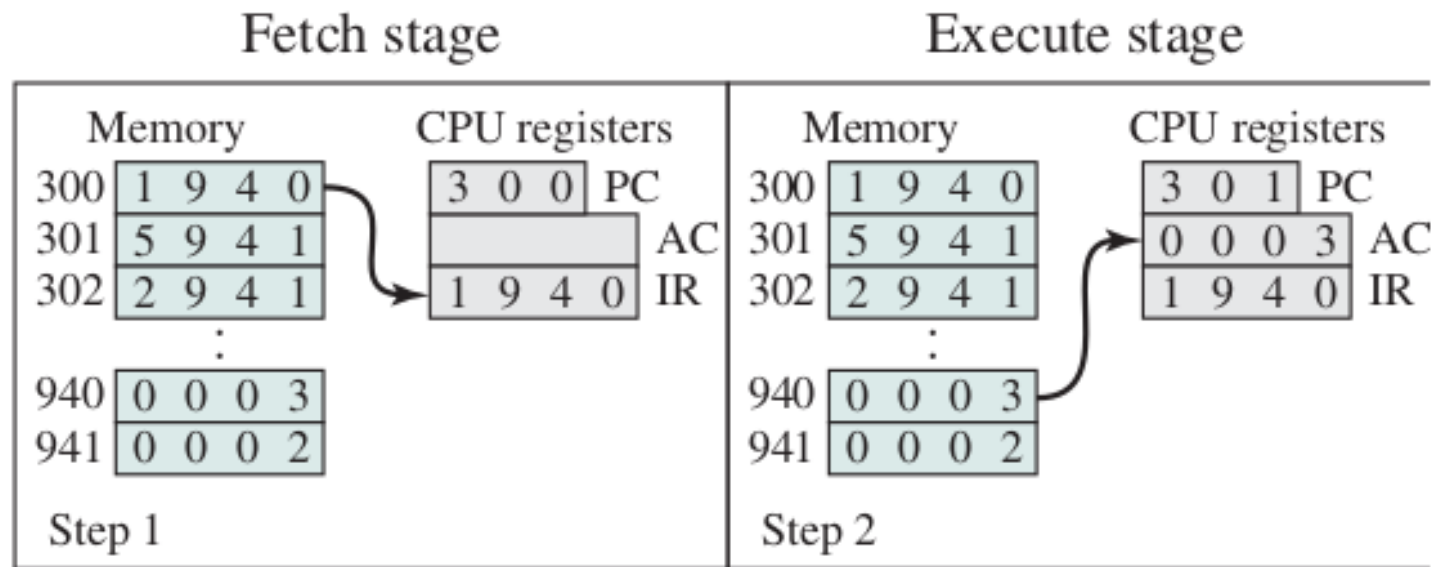 Fetch stage Execute stage
Memory CPU registers Memory CPU registers
300 1 9 4 0 3 0 0 PC 300 1 9 4 0 3 0 1 PC
301 5 9 4 1 AC 301 5 9 4 1 0 0 0 3 AC
302 2 9 4 1 1 9 4 0 IR 302 2 9 4 1 1 9 4 0 IR
940 0 0 0 3 940 0 0 0 3
941 0 0 0 2 941 0 0 0 2
Step 1 Step 2